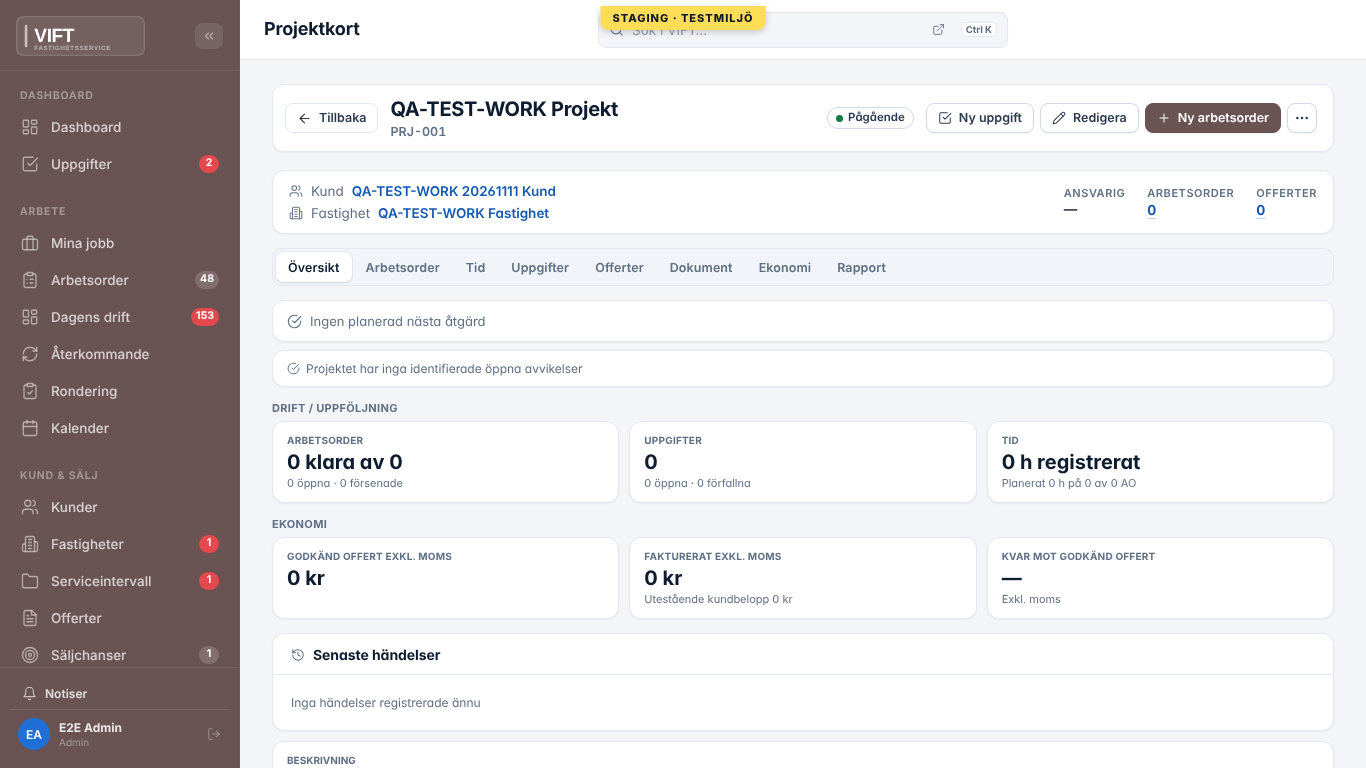 VIFT
FASTIGHETSSERVICE
DASHBOARD
Dashboard
Uppgifter 2
ARBETE
Mina jobb
Arbetsorder 48
Dagens drift 153
Återkommande
Rondering
Kalender
KUND & SÄLJ
Kunder
Fastigheter 1
Serviceintervall 1
Offerter
Säljchanser 1
Notiser
EA E2E Admin
Admin
Projektkort
STAGING · TESTMILJÖ
Sök i VIFT...
Ctrl K
Tillbaka
QA-TEST-WORK Projekt
PRJ-001
Pågående
Ny uppgift
Redigera
Ny arbetsorder
Kund QA-TEST-WORK 20261111 Kund
Fastighet QA-TEST-WORK Fastighet
ANSVARIG ARBETSORDER OFFERTER
— 0 0
Översikt Arbetsorder Tid Uppgifter Offerter Dokument Ekonomi Rapport
Ingen planerad nästa åtgärd
Projektet har inga identifierade öppna avvikelser
DRIFT / UPPFÖLJNING
ARBETSORDER
0 klara av 0
0 öppna · 0 försenade
UPPGIFTER
0
0 öppna · 0 förfallna
TID
0 h registrerat
Planerat 0 h på 0 av 0 AO
EKONOMI
GODKÄND OFFERT EXKL. MOMS
0 kr
FAKTURERAT EXKL. MOMS
0 kr
Utestående kundbelopp 0 kr
KVAR MOT GODKÄND OFFERT
—
Exkl. moms
Senaste händelser
Inga händelser registrerade ännu
BESKRIVNING